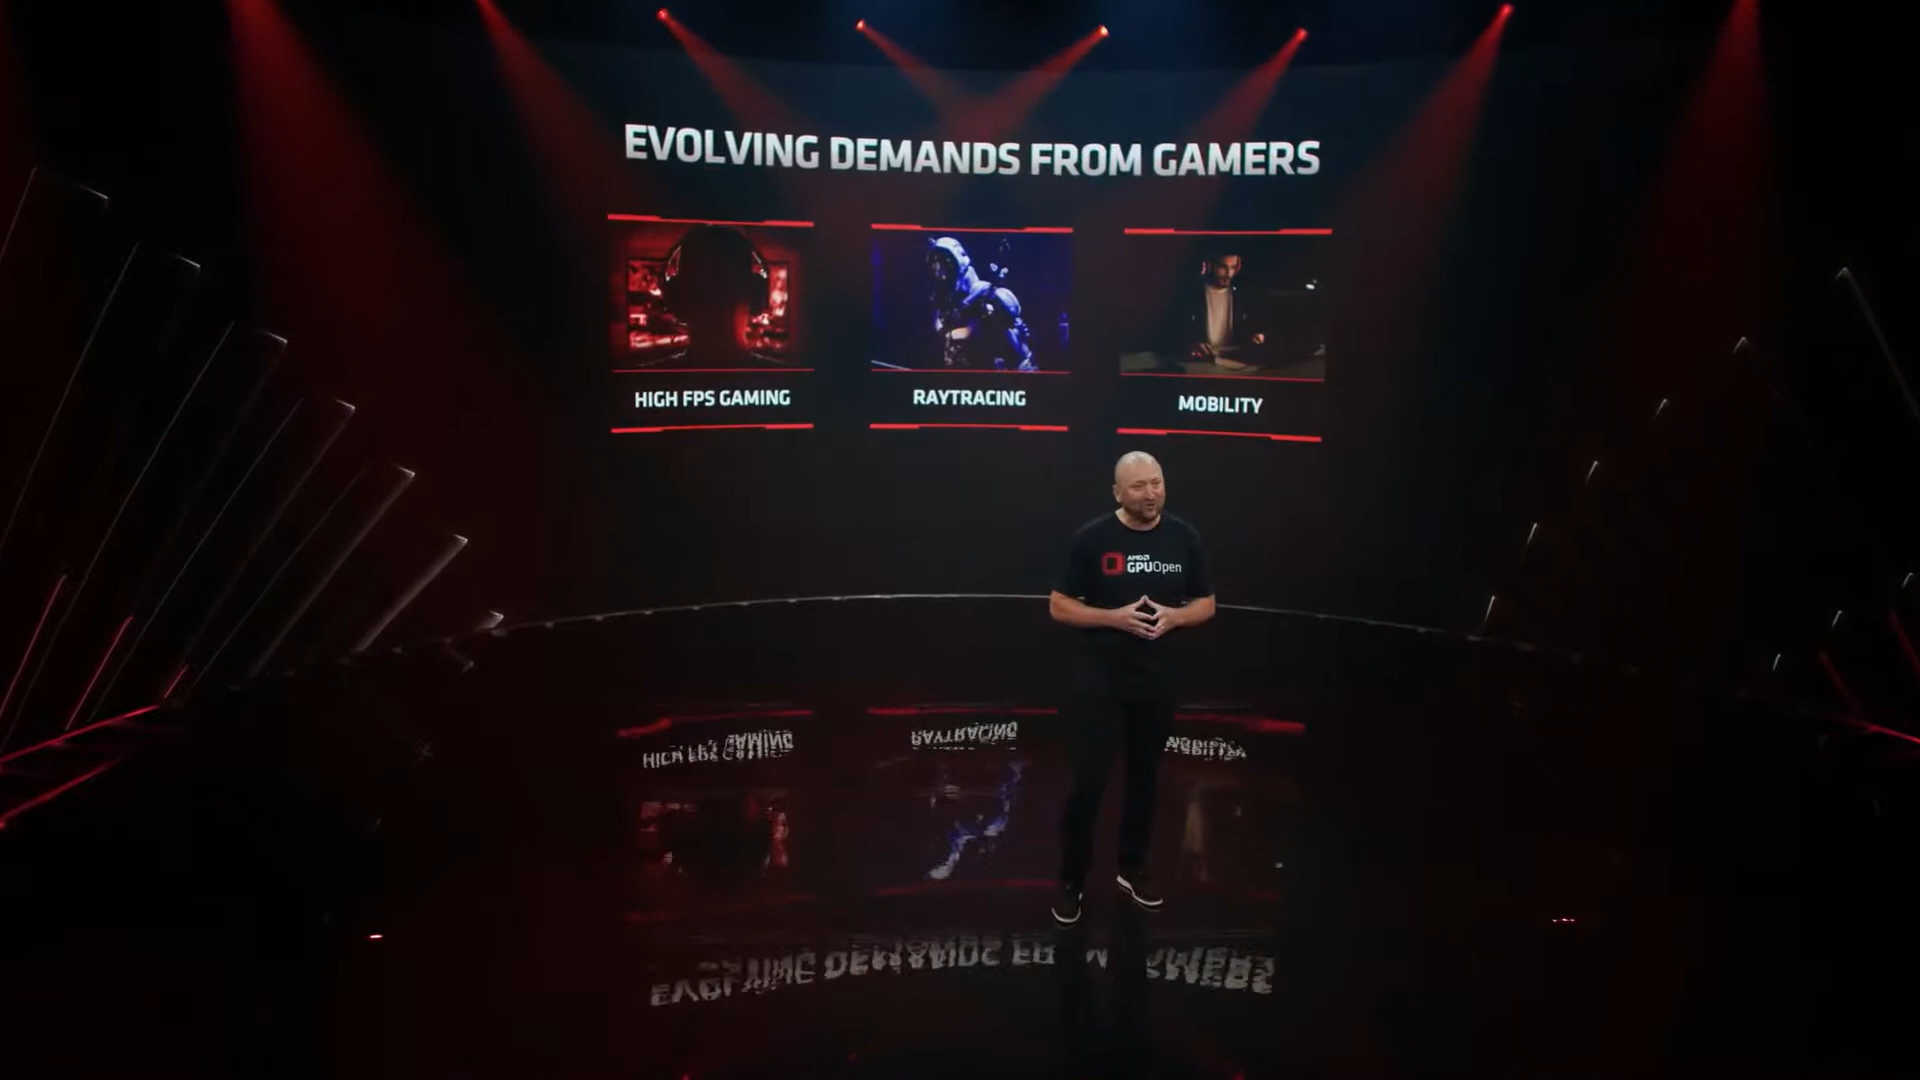 EVOLVING DEMANDS FROM GAMERS
HIGH FPS GAMING
RAYTRACING
MOBILITY
AMD
GPUOpen